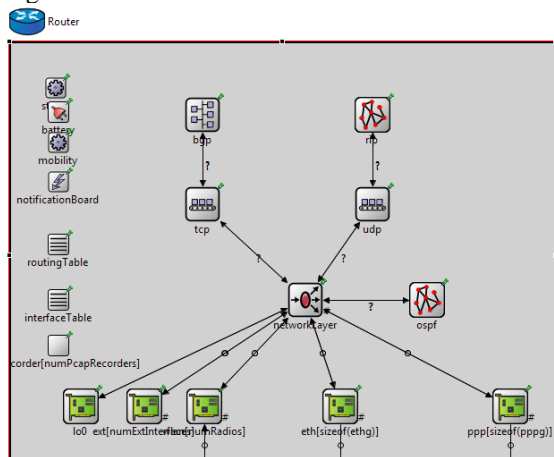 Router
battery
bgp
mobility
notificationBoard
?
?
tcp
udp
?
?
routingTable
?
interfaceTable
networkLayer
ospf
corder[numPcapRecorders]
#
#
#
#
lo0
ext[numExtInterfaces]
eth[sizeof(ethg)]
ppp[sizeof(pppg)]